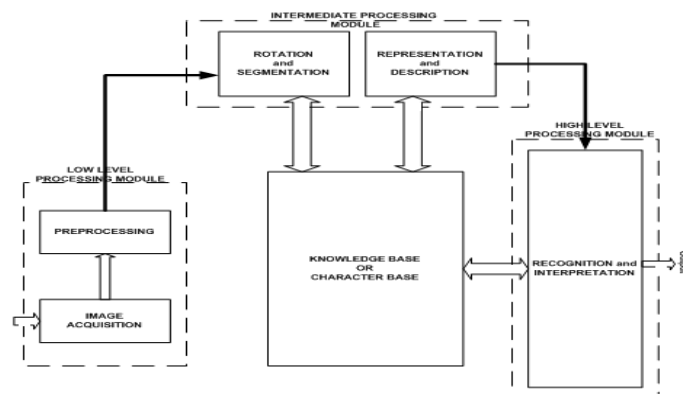 INTERMEDIATE PROCESSING
MODULE
ROTATION
and
SEGMENTATION
REPRESENTATION
and
DESCRIPTION
HIGH LEVEL
PROCESSING MODULE
LOW LEVEL
PROCESSING MODULE
PREPROCESSING
IMAGE
ACQUISITION
KNOWLEDGE BASE
OR
CHARACTER BASE
RECOGNITION and
INTERPRETATION